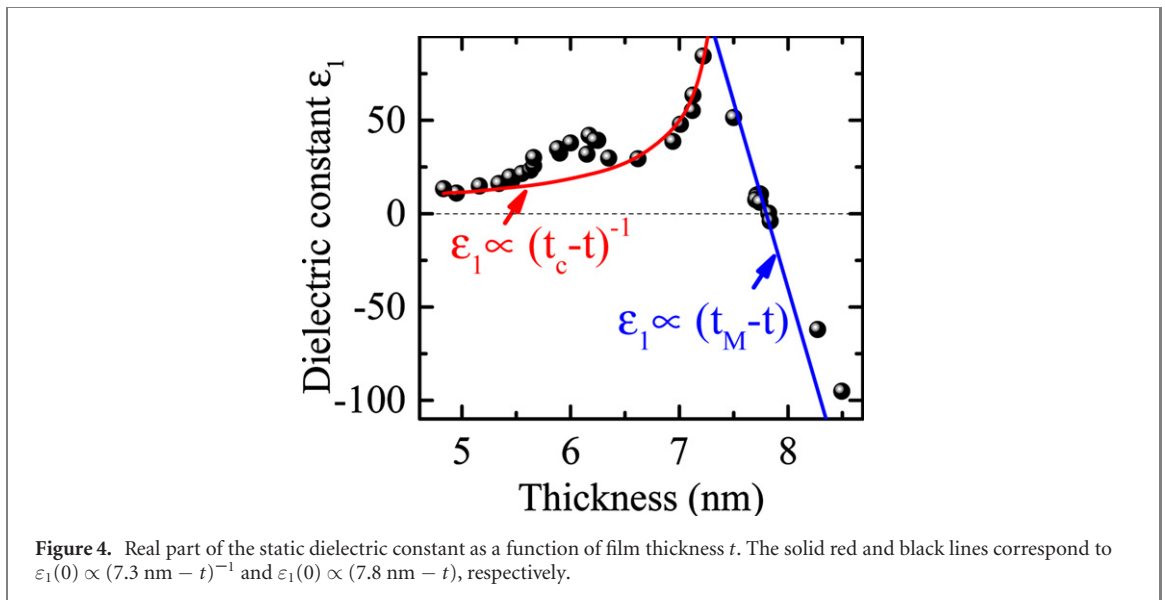 Dielectric constant ε₁
50
0
-50
-100
ε₁∝ (t_c-t)⁻¹
ε₁∝ (t_M-t)
5 6 7 8
Thickness (nm)
Figure 4. Real part of the static dielectric constant as a function of film thickness t. The solid red and black lines correspond to
ε₁(0) ∝ (7.3 nm − t)⁻¹ and ε₁(0) ∝ (7.8 nm − t), respectively.